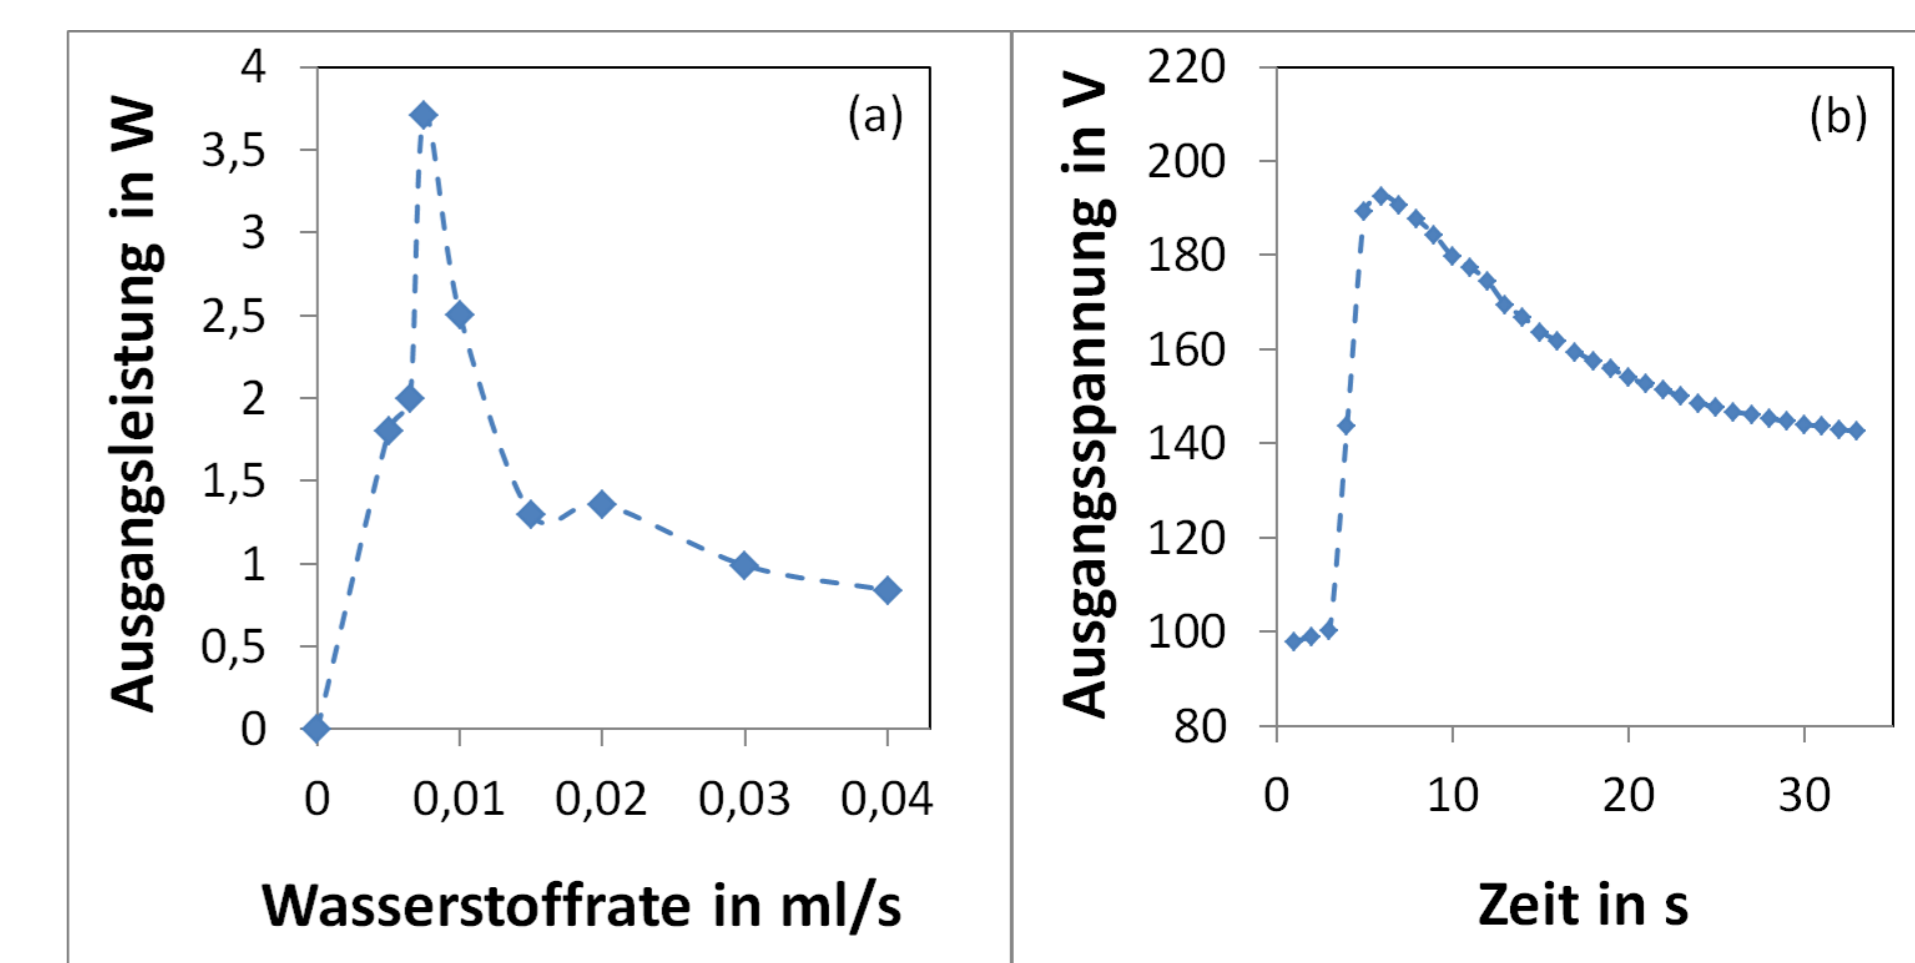 Ausgangsleistung in W
4
3,5
3
2,5
2
1,5
1
0,5
0
(a)
0 0,01 0,02 0,03 0,04
Wasserstoffrate in ml/s
Ausgangsspannung in V
220
200
180
160
140
120
100
80
(b)
0 10 20 30
Zeit in s